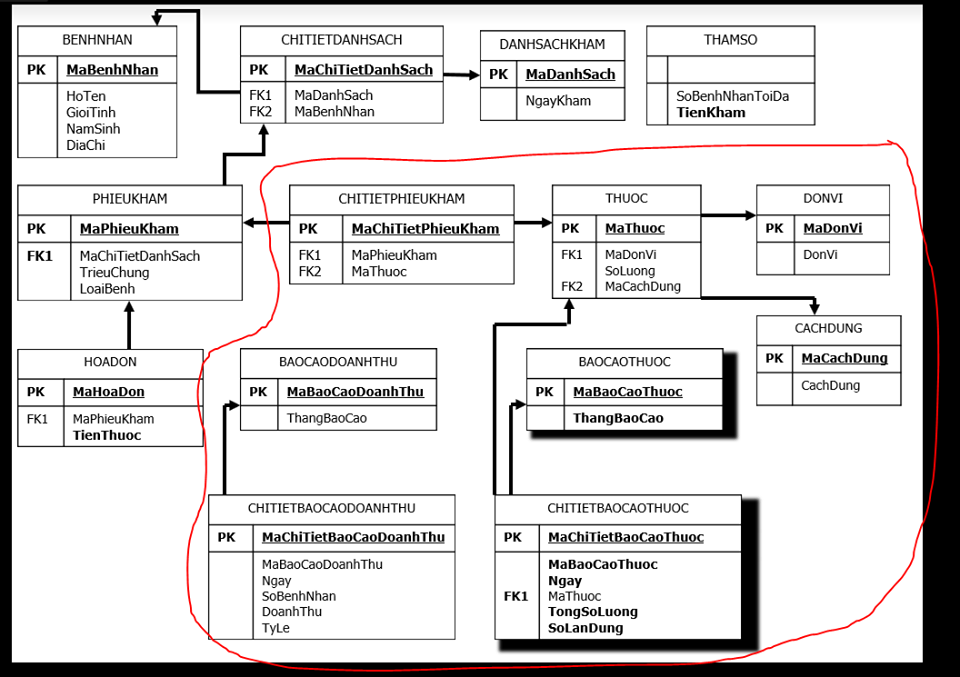 BENHNHAN
PK MaBenhNhan
HoTen
GioiTinh
NamSinh
DiaChi
CHITIETDANHSACH
PK MaChiTietDanhSach
FK1 MaDanhSach
FK2 MaBenhNhan
DANHSACHKHAM
PK MaDanhSach
NgayKham
THAMSO
SoBenhNhanToiDa
TienKham
PHIEUKHAM
PK MaPhieuKham
FK1 MaChiTietDanhSach
TrieuChung
LoaiBenh
CHITIETPHIEUKHAM
PK MaChiTietPhieuKham
FK1 MaPhieuKham
FK2 MaThuoc
THUOC
PK MaThuoc
FK1 MaDonVi
SoLuong
FK2 MaCachDung
DONVI
PK MaDonVi
DonVi
CACHDUNG
PK MaCachDung
CachDung
HOADON
PK MaHoaDon
FK1 MaPhieuKham
TienThuoc
BAOCAODOANHTHU
PK MaBaoCaoDoanhThu
ThangBaoCao
BAOCAOTHUOC
PK MaBaoCaoThuoc
ThangBaoCao
CHITIETBAOCAODOANHTHU
PK MaChiTietBaoCaoDoanhThu
MaBaoCaoDoanhThu
Ngay
SoBenhNhan
DoanhThu
TyLe
CHITIETBAOCAOTHUOC
PK MaChiTietBaoCaoThuoc
MaBaoCaoThuoc
Ngay
FK1 MaThuoc
TongSoLuong
SoLanDung